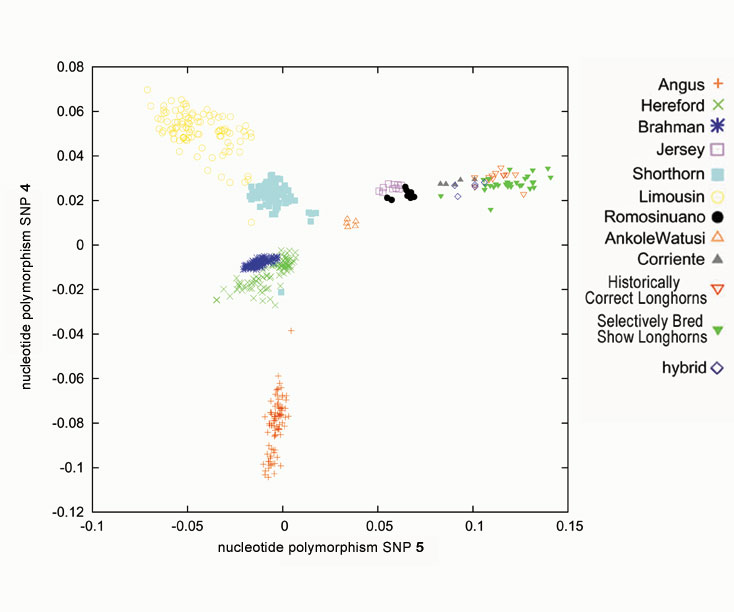 0.08
0.06
0.04
0.02
0
-0.02
-0.04
-0.06
-0.08
-0.1
-0.12
-0.1
-0.05
0
0.05
0.1
0.15
nucleotide polymorphism SNP 4
nucleotide polymorphism SNP 5
Angus
Hereford
Brahman
Jersey
Shorthorn
Limousin
Romosinuano
AnkoleWatusi
Corriente
Historically
Correct Longhorns
Selectively Bred
Show Longhorns
hybrid